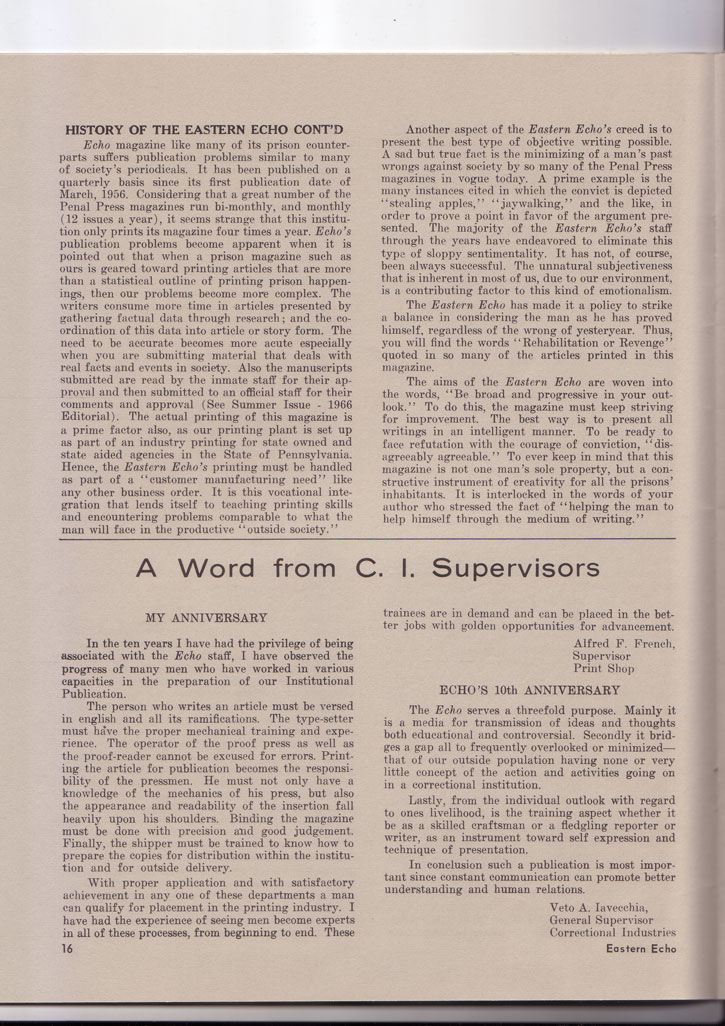 HISTORY OF THE EASTERN ECHO CONT'D
Echo magazine like many of its prison counter-
parts suffers publication problems similar to many
of society's periodicals. It has been published on a
quarterly basis since its first publication date of
March, 1956. Considering that a great number of the
Penal Press magazines run bi-monthly, and monthly
(12 issues a year), it seems strange that this institu-
tion only prints its magazine four times a year. Echo's
publication problems become apparent when it is
pointed out that when a prison magazine such as
ours is geared toward printing articles that are more
than a statistical outline of printing prison happen-
ings, then our problems become more complex. The
writers consume more time in articles presented by
gathering factual data through research; and the co-
ordination of this data into article or story form. The
need to be accurate becomes more acute especially
when you are submitting material that deals with
real facts and events in society. Also the manuscripts
submitted are read by the inmate staff for their ap-
proval and then submitted to an official staff for their
comments and approval (See Summer Issue - 1966
Editorial). The actual printing of this magazine is
a prime factor also, as our printing plant is set up
as part of an industry printing for state owned and
state aided agencies in the State of Pennsylvania.
Hence, the Eastern Echo's printing must be handled
as part of a "customer manufacturing need" like
any other business order. It is this vocational inte-
gration that lends itself to teaching printing skills
and encountering problems comparable to what the
man will face in the productive "outside society."
Another aspect of the Eastern Echo's creed is to
present the best type of objective writing possible.
A sad but true fact is the minimizing of a man's past
wrongs against society by so many of the Penal Press
magazines in vogue today. A prime example is the
many instances cited in which the convict is depicted
"stealing apples," "jaywalking," and the like, in
order to prove a point in favor of the argument pre-
sented. The majority of the Eastern Echo's staff
through the years have endeavored to eliminate this
type of sloppy sentimentality. It has not, of course,
been always successful. The unnatural subjectiveness
that is inherent in most of us, due to our environment,
is a contributing factor to this kind of emotionalism.
The Eastern Echo has made it a policy to strike
a balance in considering the man as he has proved
himself, regardless of the wrong of yesteryear. Thus,
you will find the words "Rehabilitation or Revenge"
quoted in so many of the articles printed in this
magazine.
The aims of the Eastern Echo are woven into
the words, "Be broad and progressive in your out-
look." To do this, the magazine must keep striving
for improvement. The best way is to present all
writings in an intelligent manner. To be ready to
face refutation with the courage of conviction, "dis-
agreeably agreeable." To ever keep in mind that this
magazine is not one man's sole property, but a con-
structive instrument of creativity for all the prisons'
inhabitants. It is interlocked in the words of your
author who stressed the fact of "helping the man to
help himself through the medium of writing."
A Word from C. I. Supervisors
MY ANNIVERSARY
In the ten years I have had the privilege of being
associated with the Echo staff, I have observed the
progress of many men who have worked in various
capacities in the preparation of our Institutional
Publication.
The person who writes an article must be versed
in english and all its ramifications. The type-setter
must have the proper mechanical training and expe-
rience. The operator of the proof press as well as
the proof-reader cannot be excused for errors. Print-
ing the article for publication becomes the responsi-
bility of the pressmen. He must not only have a
knowledge of the mechanics of his press, but also
the appearance and readability of the insertion fall
heavily upon his shoulders. Binding the magazine
must be done with precision and good judgement.
Finally, the shipper must be trained to know how to
prepare the copies for distribution within the institu-
tion and for outside delivery.
With proper application and with satisfactory
achievement in any one of these departments a man
can qualify for placement in the printing industry. I
have had the experience of seeing men become experts
in all of these processes, from beginning to end. These
trainees are in demand and can be placed in the bet-
ter jobs with golden opportunities for advancement.
Alfred F. French,
Supervisor
Print Shop
ECHO'S 10th ANNIVERSARY
The Echo serves a threefold purpose. Mainly it
is a media for transmission of ideas and thoughts
both educational and controversial. Secondly it brid-
ges a gap all to frequently overlooked or minimized—
that of our outside population having none or very
little concept of the action and activities going on
in a correctional institution.
Lastly, from the individual outlook with regard
to ones livelihood, is the training aspect whether it
be as a skilled craftsman or a fledgling reporter or
writer, as an instrument toward self expression and
technique of presentation.
In conclusion such a publication is most impor-
tant since constant communication can promote better
understanding and human relations.
Veto A. Iavecchia,
General Supervisor
Correctional Industries
16
Eastern Echo